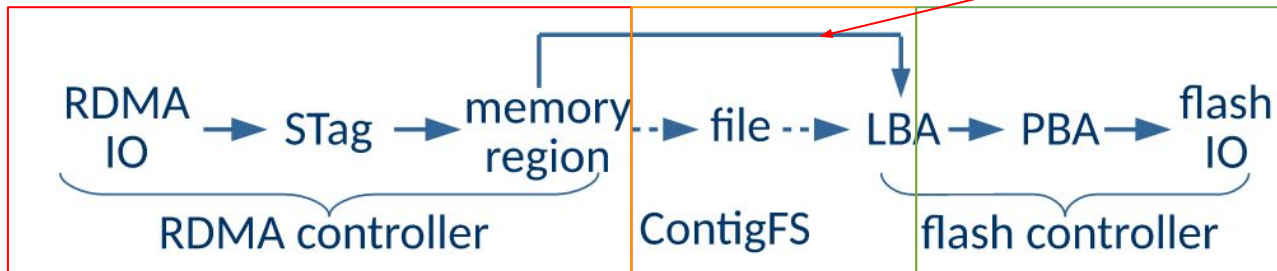 RDMA
IO
STag
memory
region
file
LBA
PBA
flash
IO
RDMA controller
ContigFS
flash controller